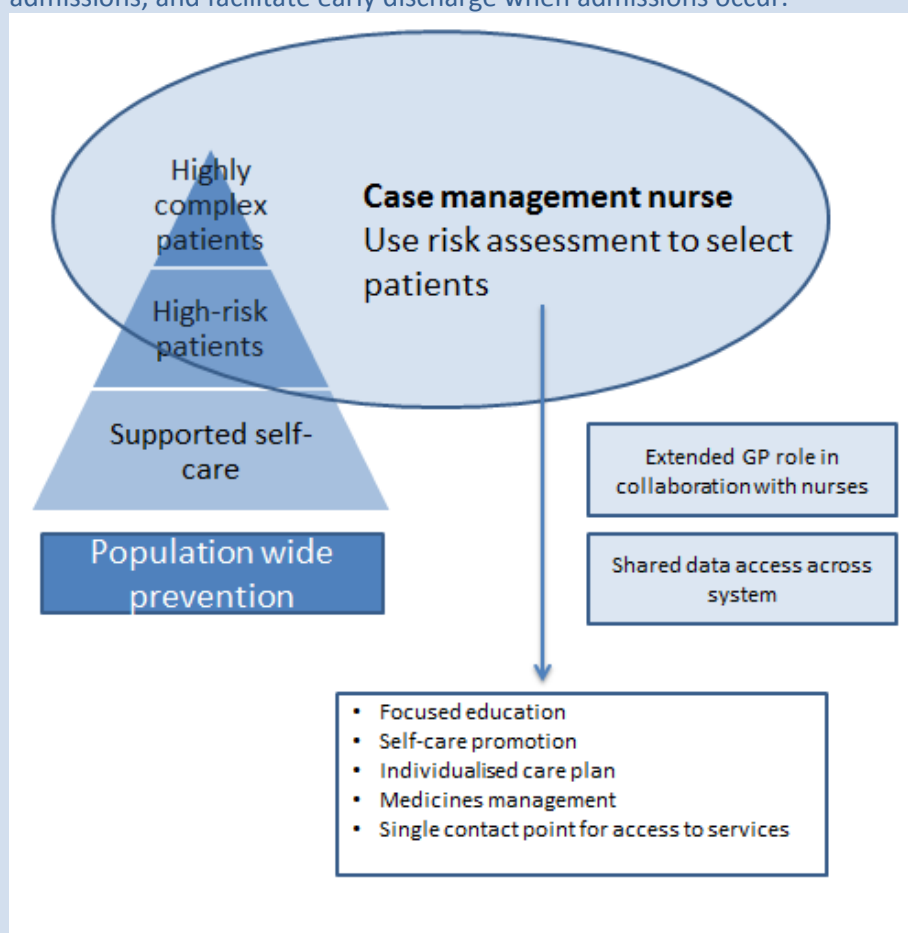 admissions, and facilitate early discharge when admissions occur.
Highly
complex
patients
Case management nurse
Use risk assessment to select
patients
High-risk
patients
Supported self-
care
Population wide
prevention
Extended GP role in
collaboration with nurses
Shared data access across
system
• Focused education
• Self-care promotion
• Individualised care plan
• Medicines management
• Single contact point for access to services